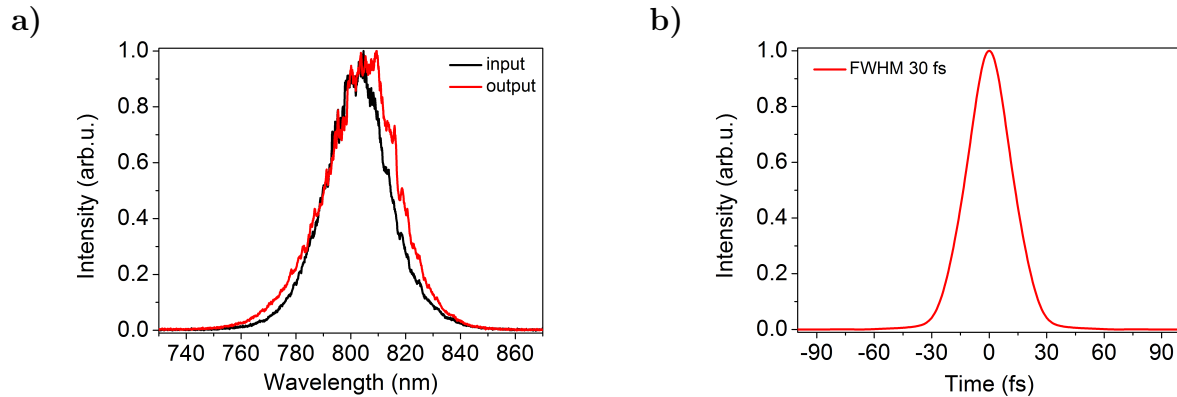 a)
1.0
0.8
0.6
0.4
0.2
0.0
Intensity (arb.u.)
input
output
740 760 780 800 820 840 860
Wavelength (nm)
b)
1.0
0.8
0.6
0.4
0.2
0.0
Intensity (arb.u.)
FWHM 30 fs
-90 -60 -30 0 30 60 90
Time (fs)